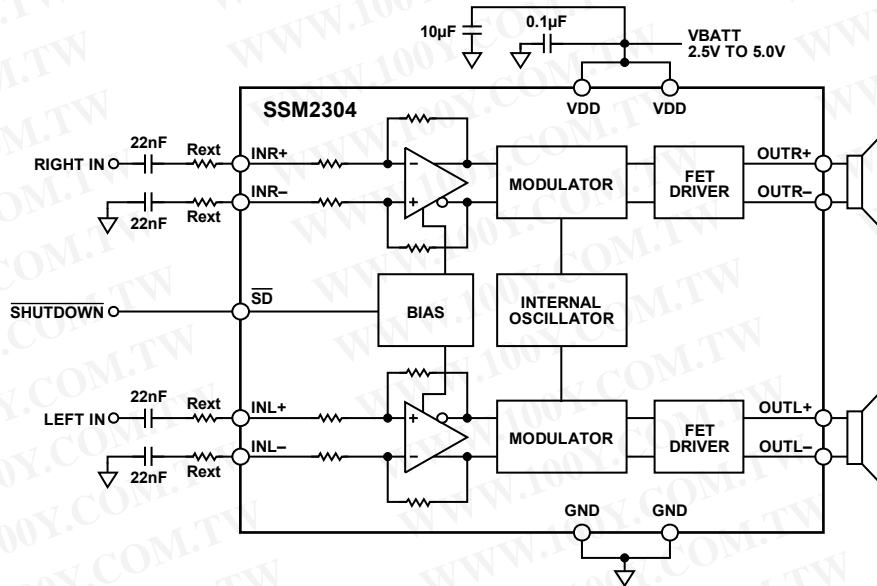 10µF
0.1µF
VBATT
2.5V TO 5.0V
VDD
VDD
SSM2304
22nF
Rext
RIGHT IN
INR+
INR–
22nF
Rext
MODULATOR
FET
DRIVER
OUTR+
OUTR–
SHUTDOWN
SD
BIAS
INTERNAL
OSCILLATOR
22nF
Rext
LEFT IN
INL+
INL–
22nF
Rext
MODULATOR
FET
DRIVER
OUTL+
OUTL–
GND
GND
WWW.100Y.COM.TW